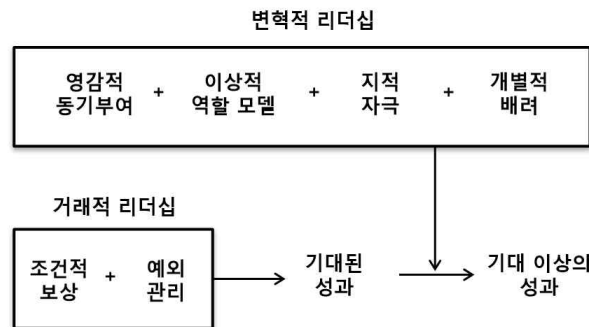 변혁적 리더십
영감적 + 이상적 + 지적 + 개별적
동기부여 역할 모델 자극 배려
거래적 리더십
조건적 + 예외
보상 관리
기대된
성과
기대 이상의
성과